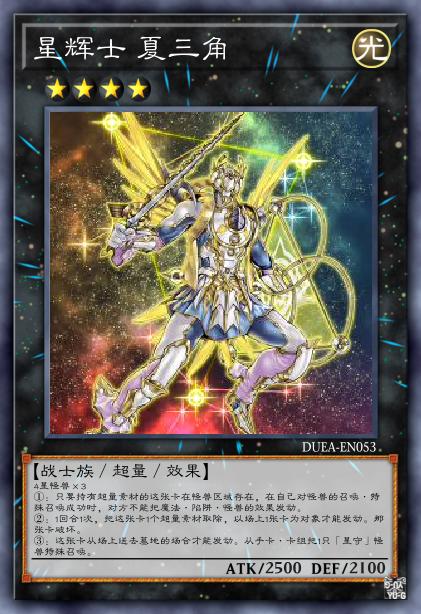 星辉士 夏三角
光
DUEA-EN053
【战士族／超量／效果】
4星怪兽×3
①：只要持有超量素材的这张卡在怪兽区域存在，在自己对怪兽的召唤·特
殊召唤成功时，对方不能把魔法·陷阱·怪兽的效果发动。
②：1回合1次，把这张卡1个超量素材取除，以场上1张卡为对象才能发动。那
张卡破坏。
③：这张卡从场上送去墓地的场合才能发动。从手卡·卡组把1只「星守」怪
兽特殊召唤。
ATK/2500 DEF/2100